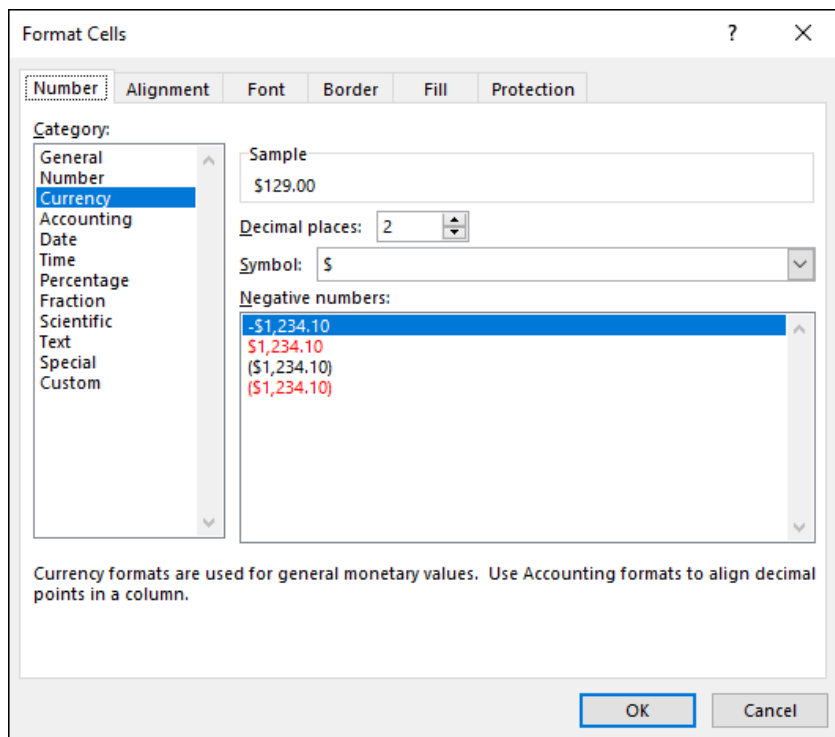 Format Cells
?
Number Alignment Font Border Fill Protection
Category:
General
Number
Currency
Accounting
Date
Time
Percentage
Fraction
Scientific
Text
Special
Custom
Sample
$129.00
Decimal places: 2
Symbol: $
Negative numbers:
-$1,234.10
$1,234.10
($1,234.10)
($1,234.10)
Currency formats are used for general monetary values.  Use Accounting formats to align decimal
points in a column.
OK Cancel